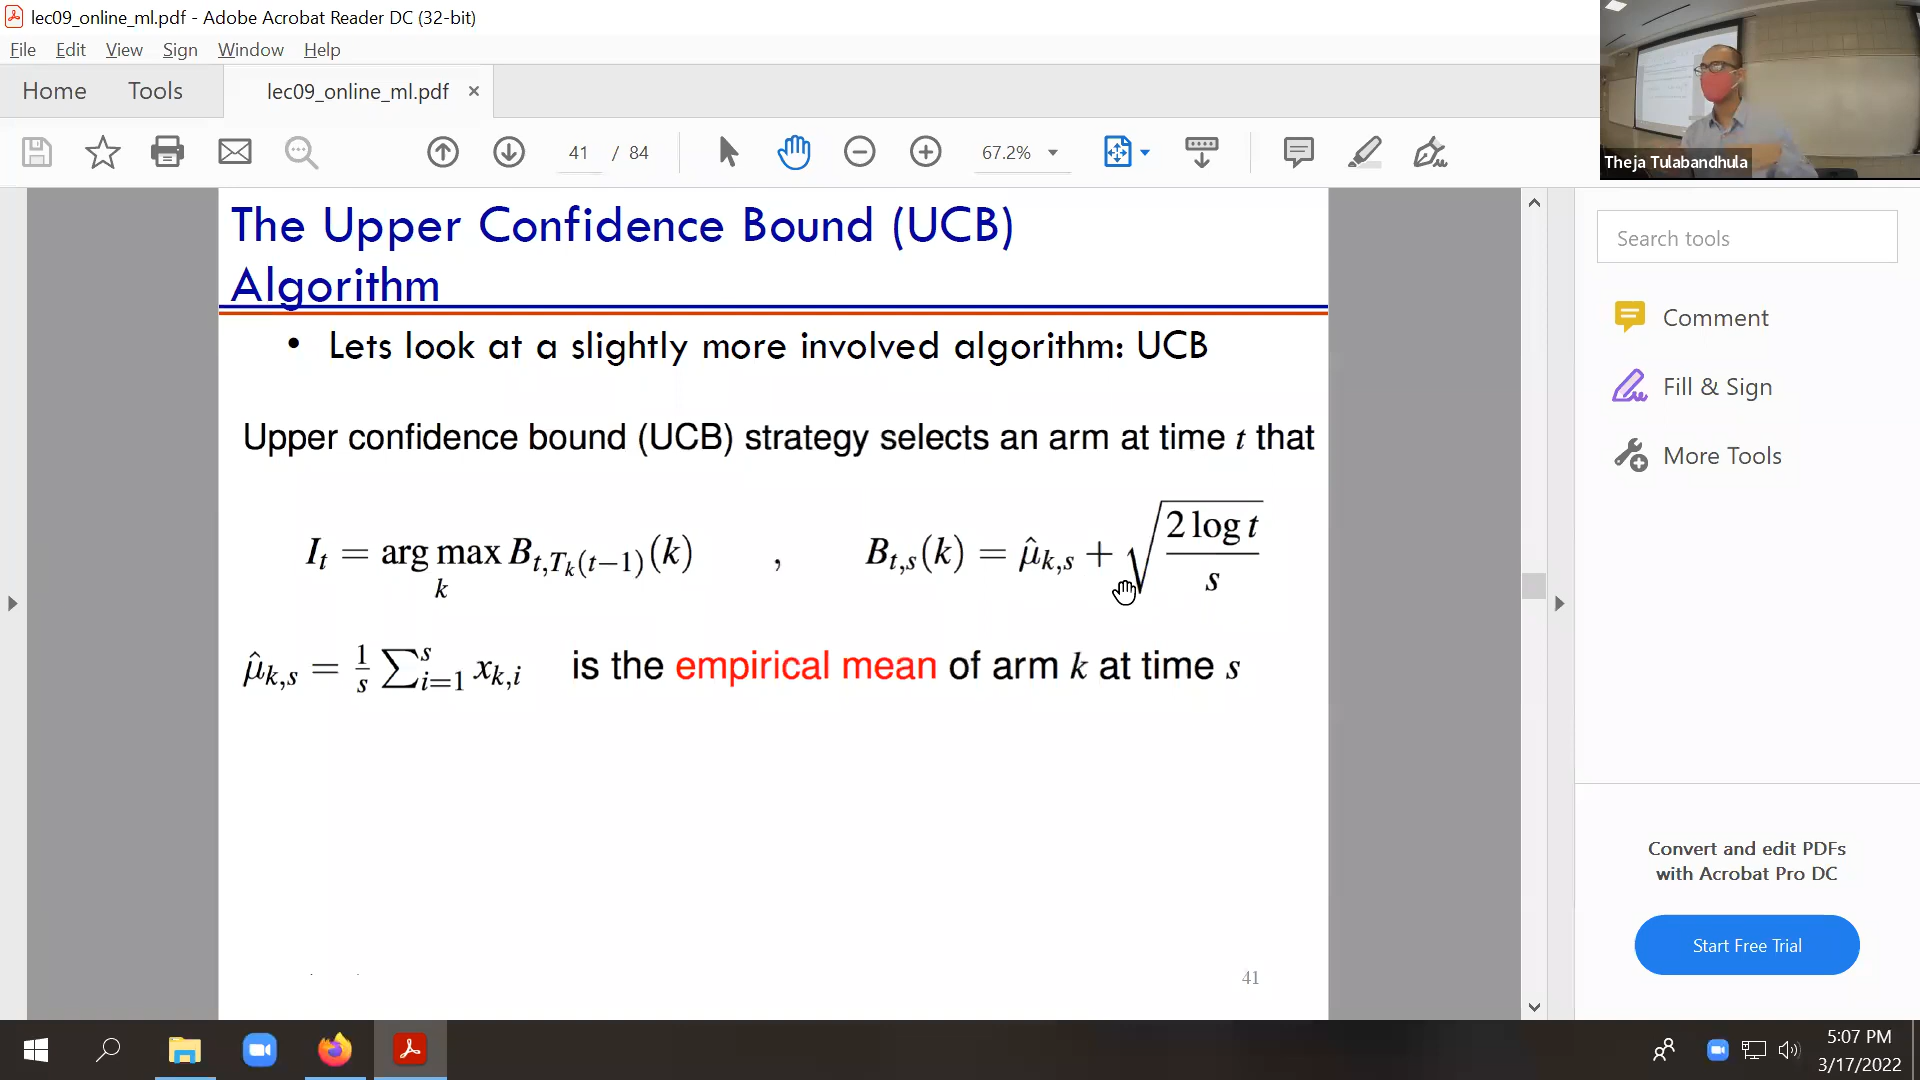 lec09_online_ml.pdf - Adobe Acrobat Reader DC (32-bit)
File Edit View Sign Window Help
Home Tools lec09_online_ml.pdf ×
41 / 84 67.2%
Theja Tulabandhula
The Upper Confidence Bound (UCB)
Algorithm
• Lets look at a slightly more involved algorithm: UCB
Upper confidence bound (UCB) strategy selects an arm at time t that
I_t = arg max_k B_{t,T_k(t−1)}(k) , B_{t,s}(k) = μ̂_{k,s} + √(2 log t / s)
μ̂_{k,s} = 1/s ∑_{i=1}^{s} x_{k,i} is the empirical mean of arm k at time s
41
Search tools
Comment
Fill & Sign
More Tools
Convert and edit PDFs
with Acrobat Pro DC
Start Free Trial
5:07 PM
3/17/2022